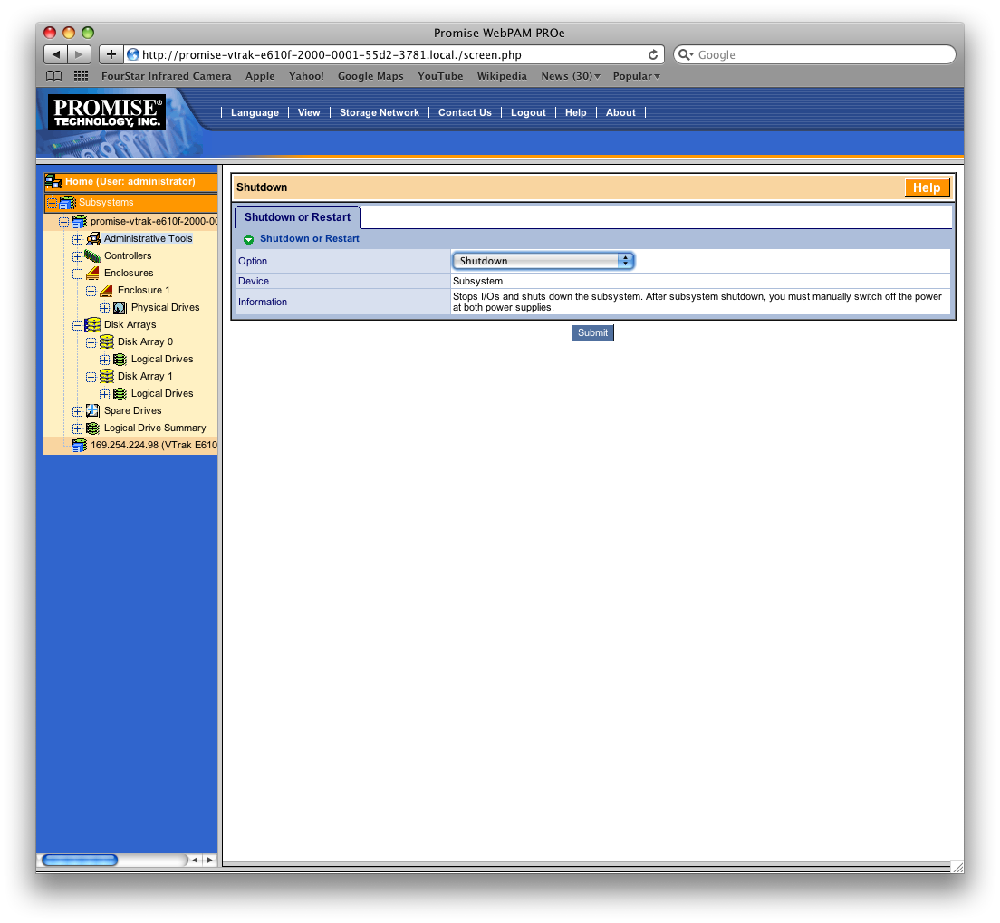 Promise WebPAM PROe
http://promise-vtrak-e610f-2000-0001-55d2-3781.local./screen.php
Google
FourStar Infrared Camera Apple Yahoo! Google Maps YouTube Wikipedia News (30) Popular
PROMISE®
TECHNOLOGY, INC.
Language View Storage Network Contact Us Logout Help About
Home (User: administrator)
Subsystems
promise-vtrak-e610f-2000-00
Administrative Tools
Controllers
Enclosures
Enclosure 1
Physical Drives
Disk Arrays
Disk Array 0
Logical Drives
Disk Array 1
Logical Drives
Spare Drives
Logical Drive Summary
169.254.224.98 (VTrak E610
Shutdown
Help
Shutdown or Restart
Shutdown or Restart
Option Shutdown
Device Subsystem
Information Stops I/Os and shuts down the subsystem. After subsystem shutdown, you must manually switch off the power
at both power supplies.
Submit